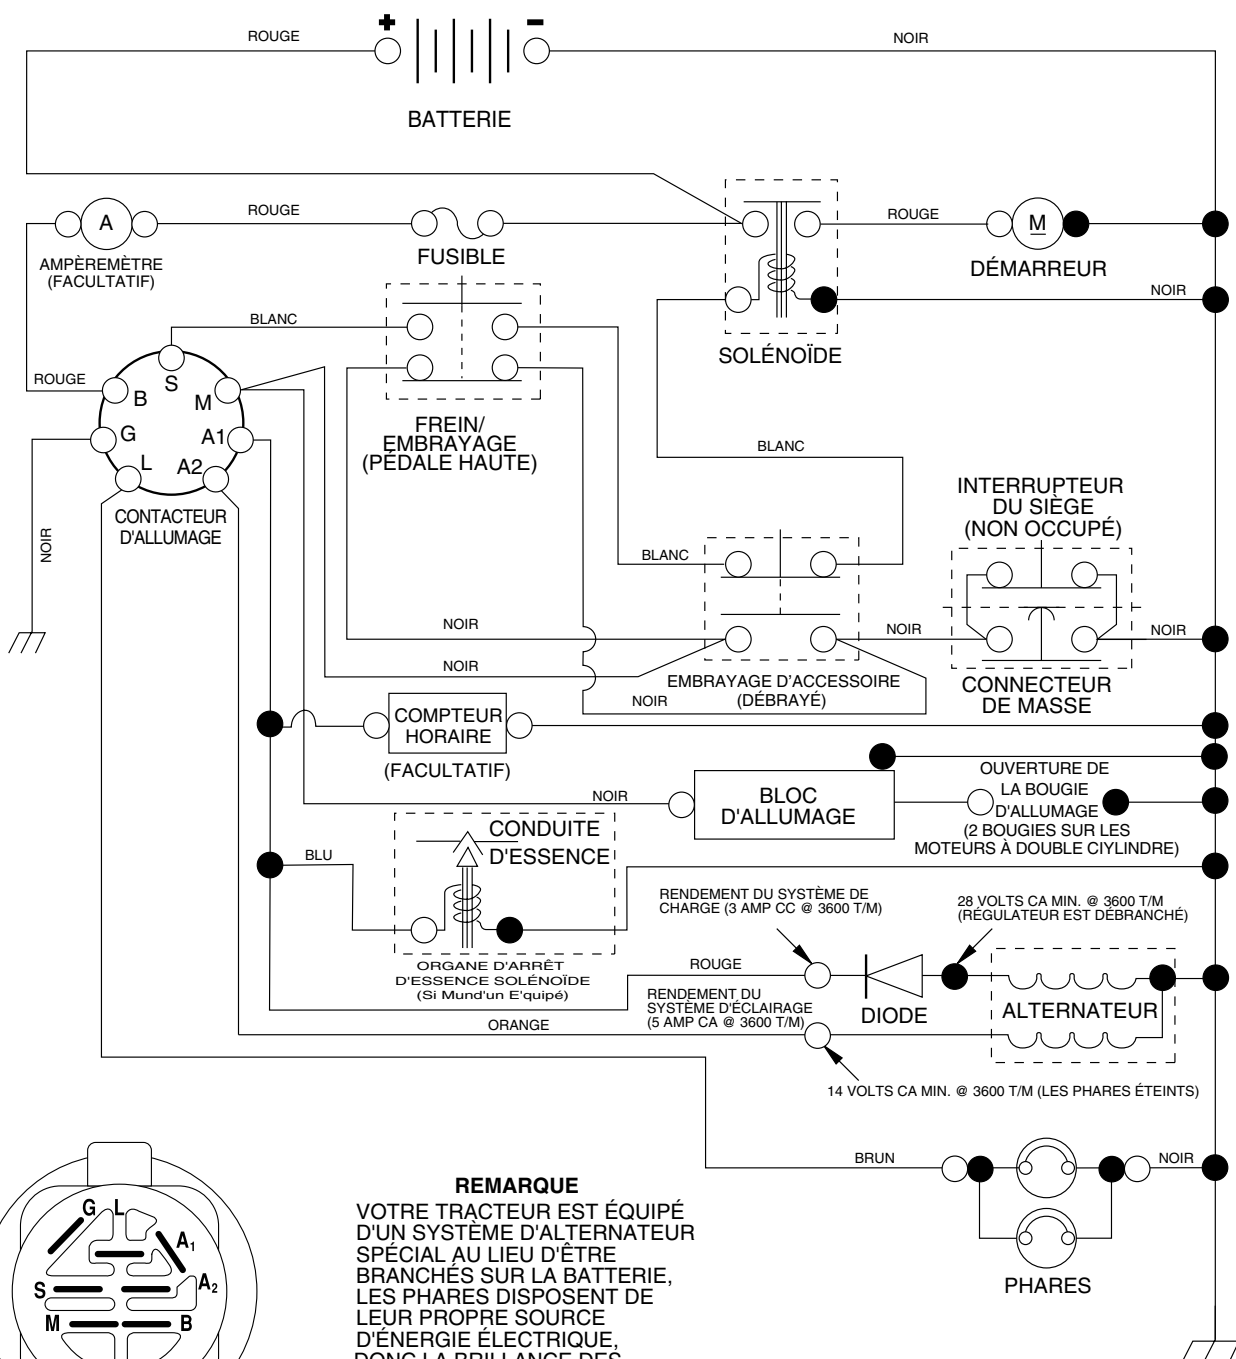 + -
ROUGE
NOIR
BATTERIE
ROUGE
ROUGE
A
M
AMPÈREMÈTRE
(FACULTATIF)
FUSIBLE
DÉMARREUR
NOIR
BLANC
SOLÉNOÏDE
ROUGE
S
B
M
G
A1
L
A2
FREIN/
EMBRAYAGE
(PÉDALE HAUTE)
BLANC
CONTACTEUR
D'ALLUMAGE
NOIR
INTERRUPTEUR
DU SIÈGE
(NON OCCUPÉ)
BLANC
NOIR
NOIR
NOIR
NOIR
EMBRAYAGE D'ACCESSOIRE
(DÉBRAYÉ)
NOIR
CONNECTEUR
DE MASSE
COMPTEUR
HORAIRE
(FACULTATIF)
NOIR
BLOC
D'ALLUMAGE
OUVERTURE DE
LA BOUGIE
D'ALLUMAGE
(2 BOUGIES SUR LES
MOTEURS À DOUBLE CIYLINDRE)
CONDUITE
D'ESSENCE
BLU
ORGANE D'ARRÊT
D'ESSENCE SOLÉNOÏDE
(Si Mund'un E'quipé)
RENDEMENT DU SYSTÈME DE
CHARGE (3 AMP CC @ 3600 T/M)
28 VOLTS CA MIN. @ 3600 T/M
(RÉGULATEUR EST DÉBRANCHÉ)
ROUGE
RENDEMENT DU
SYSTÈME D'ÉCLAIRAGE
(5 AMP CA @ 3600 T/M)
DIODE
ALTERNATEUR
ORANGE
14 VOLTS CA MIN. @ 3600 T/M (LES PHARES ÉTEINTS)
BRUN
NOIR
PHARES
G
L
A1
A2
S
M
B
REMARQUE
VOTRE TRACTEUR EST ÉQUIPÉ
D'UN SYSTÈME D'ALTERNATEUR
SPÉCIAL AU LIEU D'ÊTRE
BRANCHÉS SUR LA BATTERIE,
LES PHARES DISPOSENT DE
LEUR PROPRE SOURCE
D'ÉNERGIE ÉLECTRIQUE,
DONC LA BRILLANCE DES